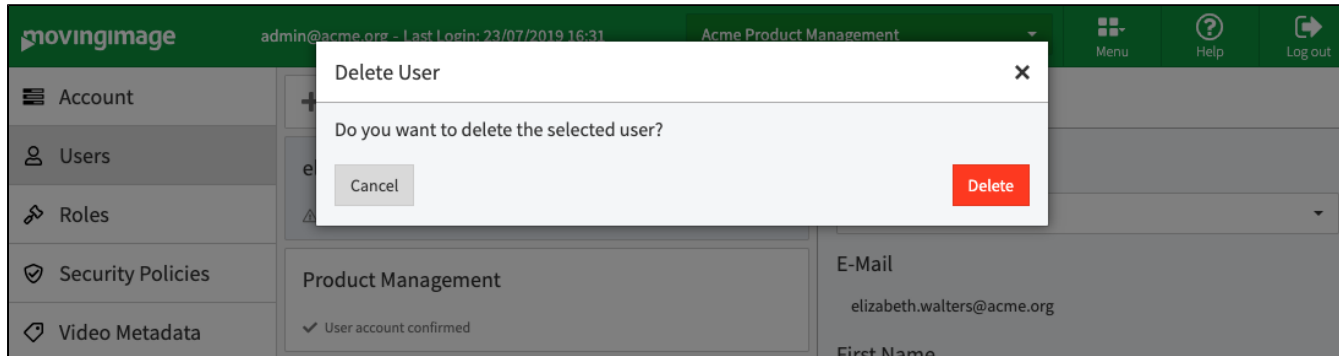 movingimage
admin@acme.org - Last Login: 23/07/2019 16:31
Acme Product Management
Menu
Help
Log out
Delete User
Do you want to delete the selected user?
Cancel
Delete
Account
Users
Roles
Security Policies
Video Metadata
el
Product Management
User account confirmed
E-Mail
elizabeth.walters@acme.org
First Name